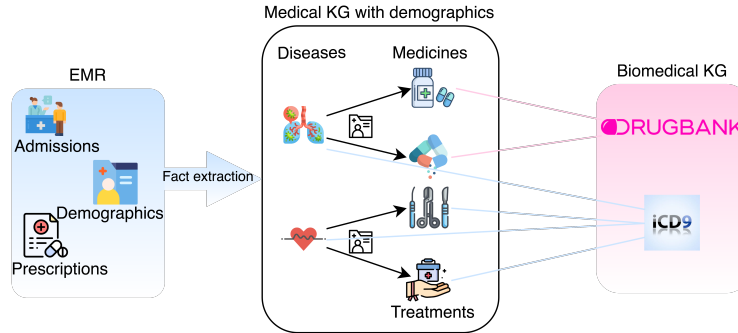 Medical KG with demographics
EMR
Admissions
Demographics
Prescriptions
Fact extraction
Diseases
Medicines
Treatments
Biomedical KG
DRUGBANK
iCD9